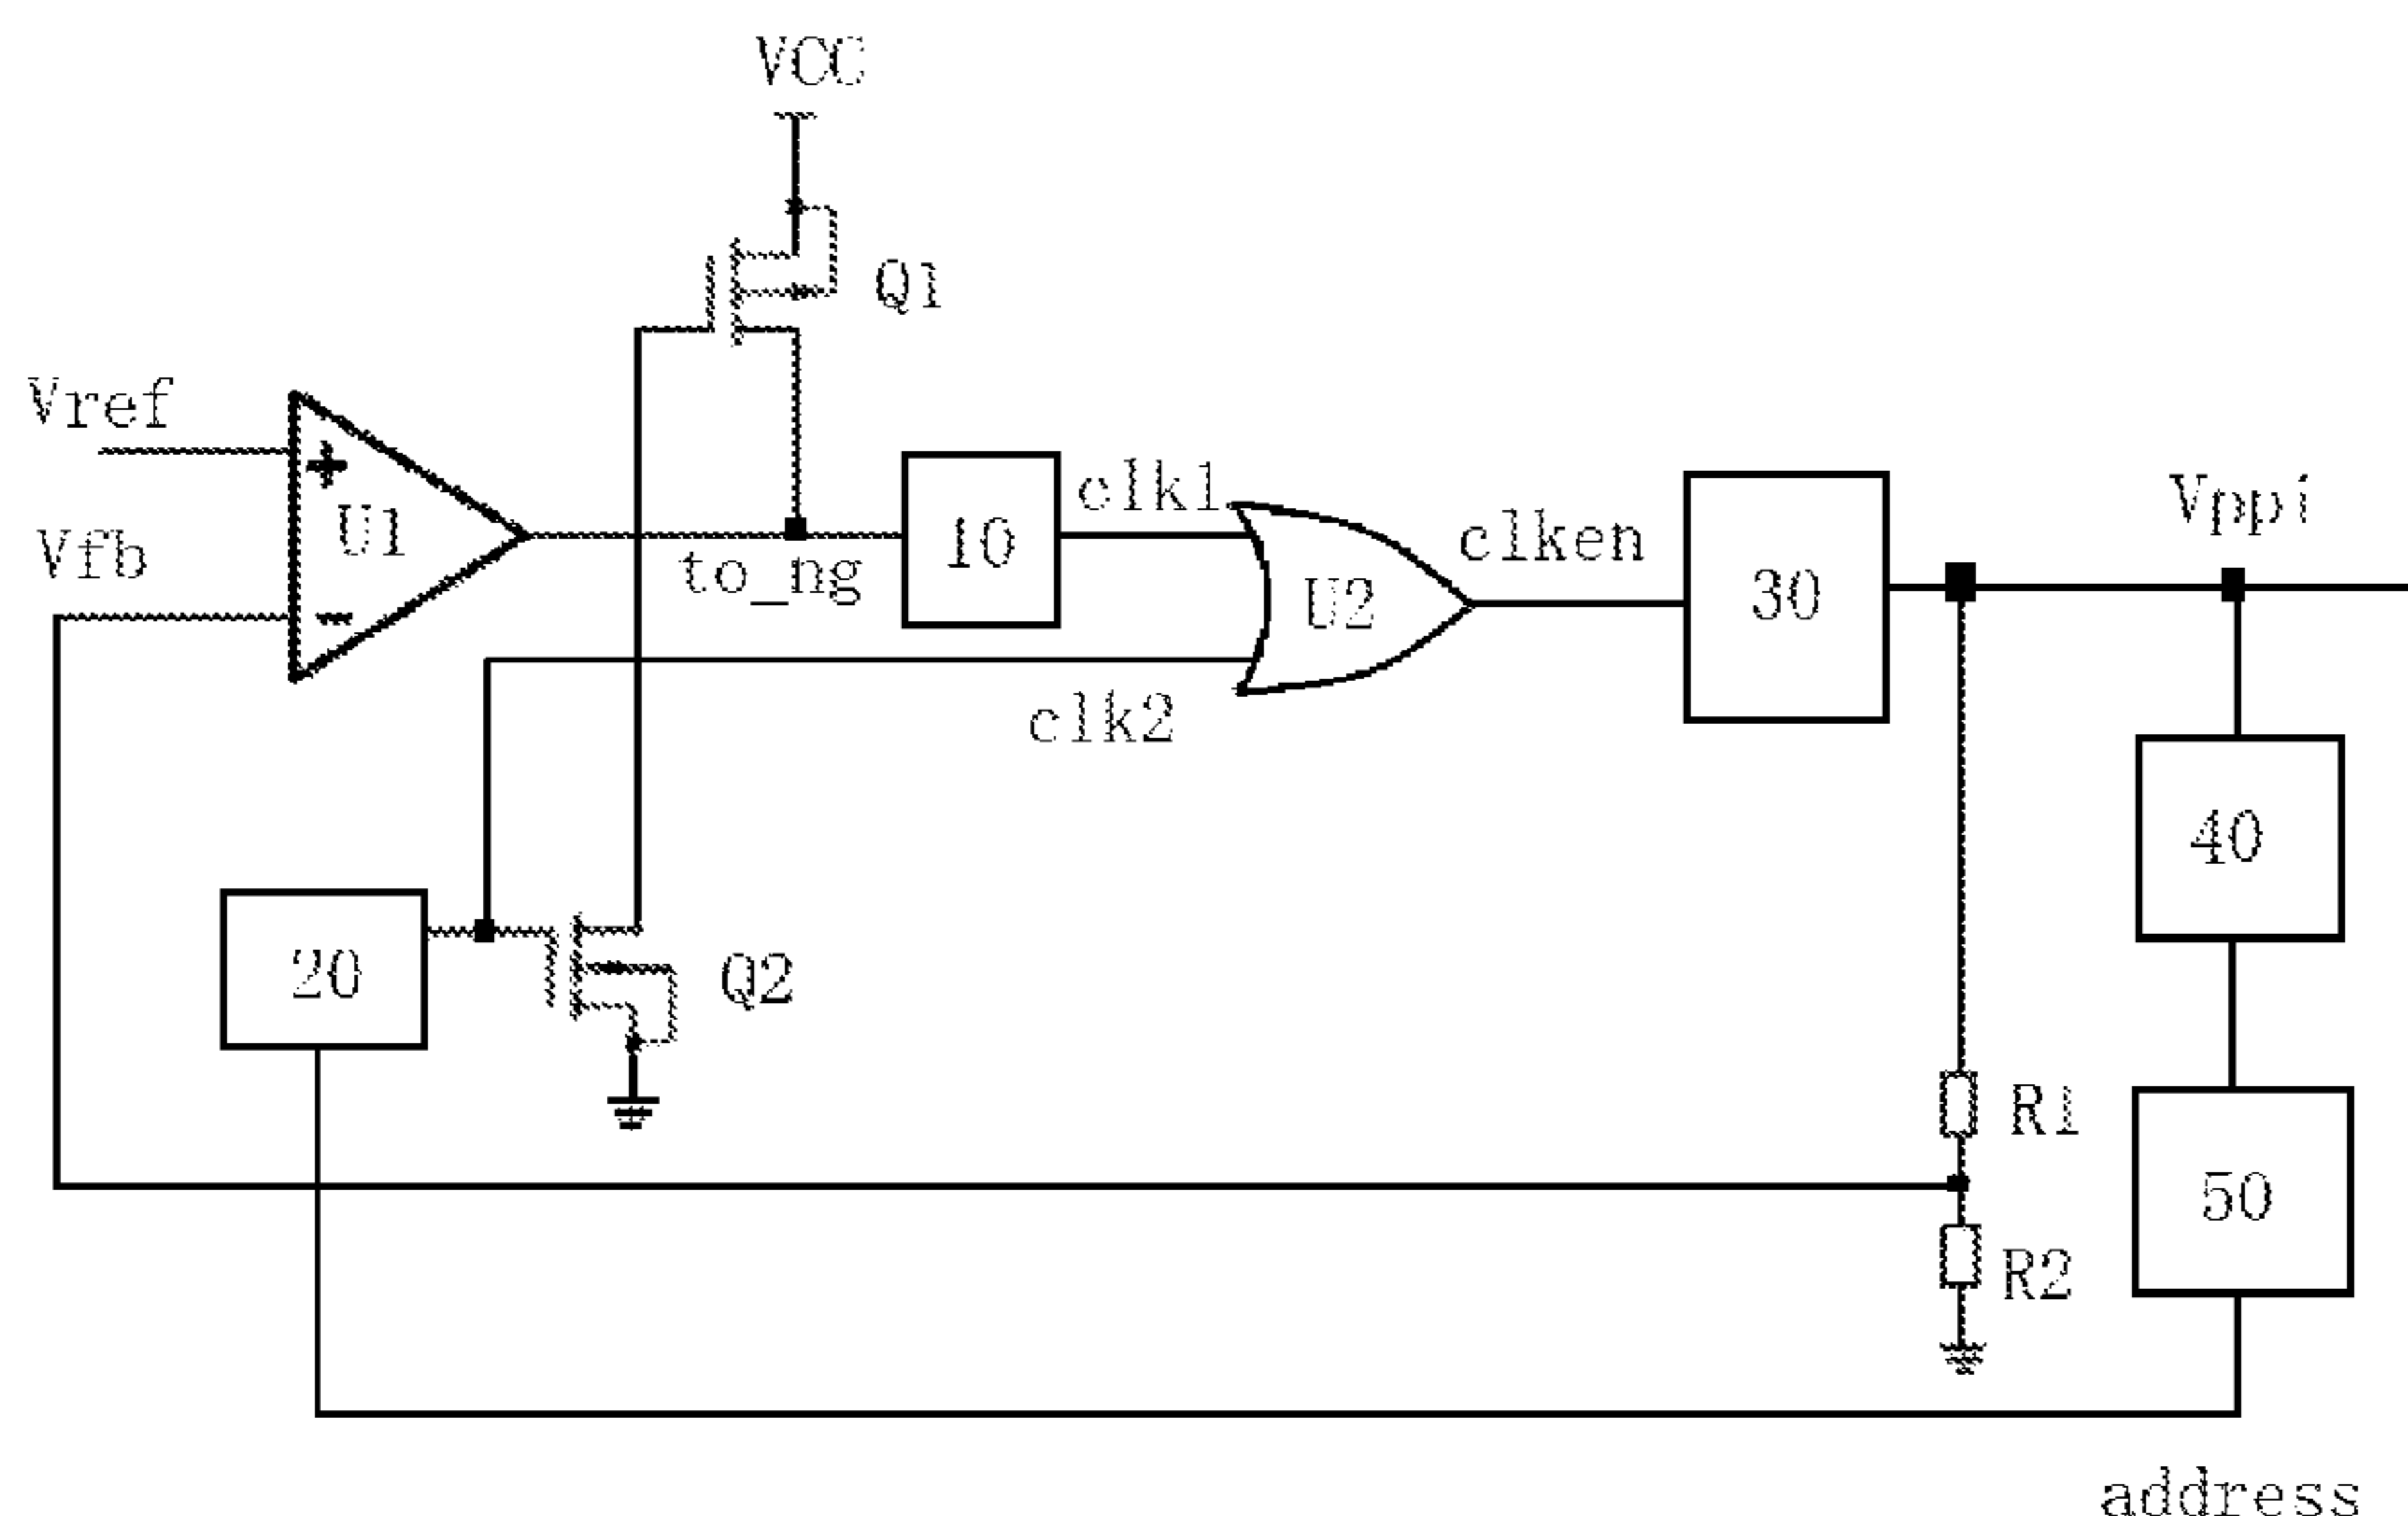 VCC
Q1
Vref
+
U1
Vfb
-
to_ng
10
clk1
U2
clk2
clken
30
Vppi
40
20
Q2
R1
50
R2
address